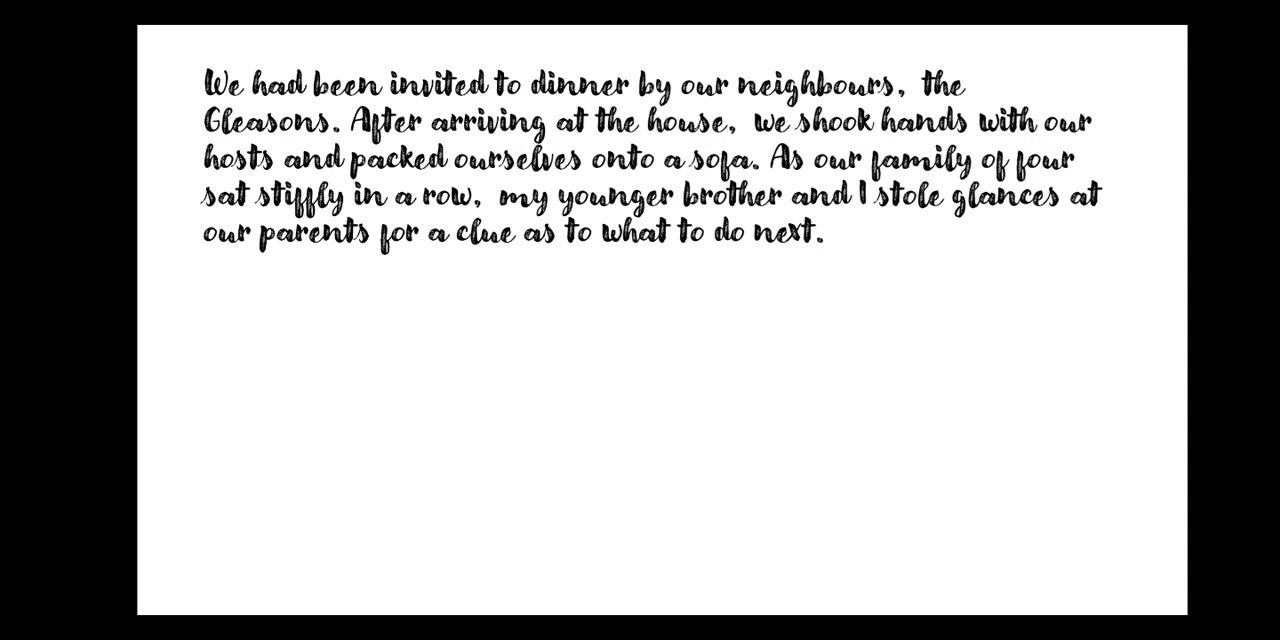 We had been invited to dinner by our neighbours, the
Gleasons. After arriving at the house, we shook hands with our
hosts and packed ourselves onto a sofa. As our family of four
sat stiffly in a row, my younger brother and I stole glances at
our parents for a clue as to what to do next.